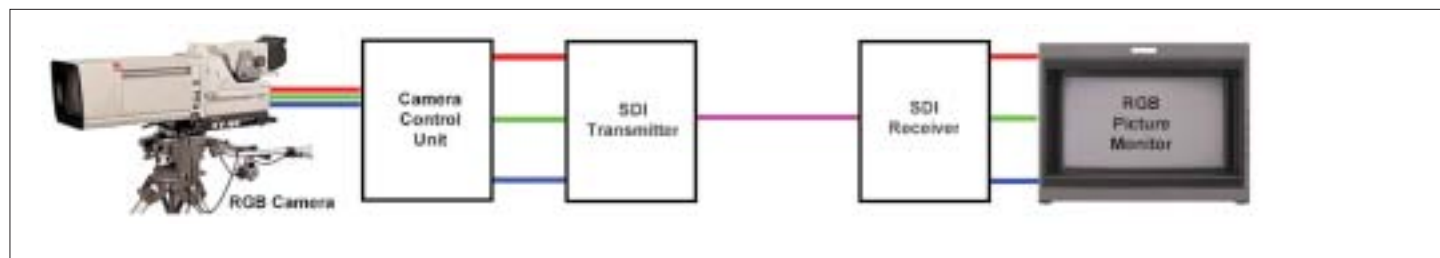 RGB Camera
Camera
Control
Unit
SDI
Transmitter
SDI
Receiver
RGB
Picture
Monitor